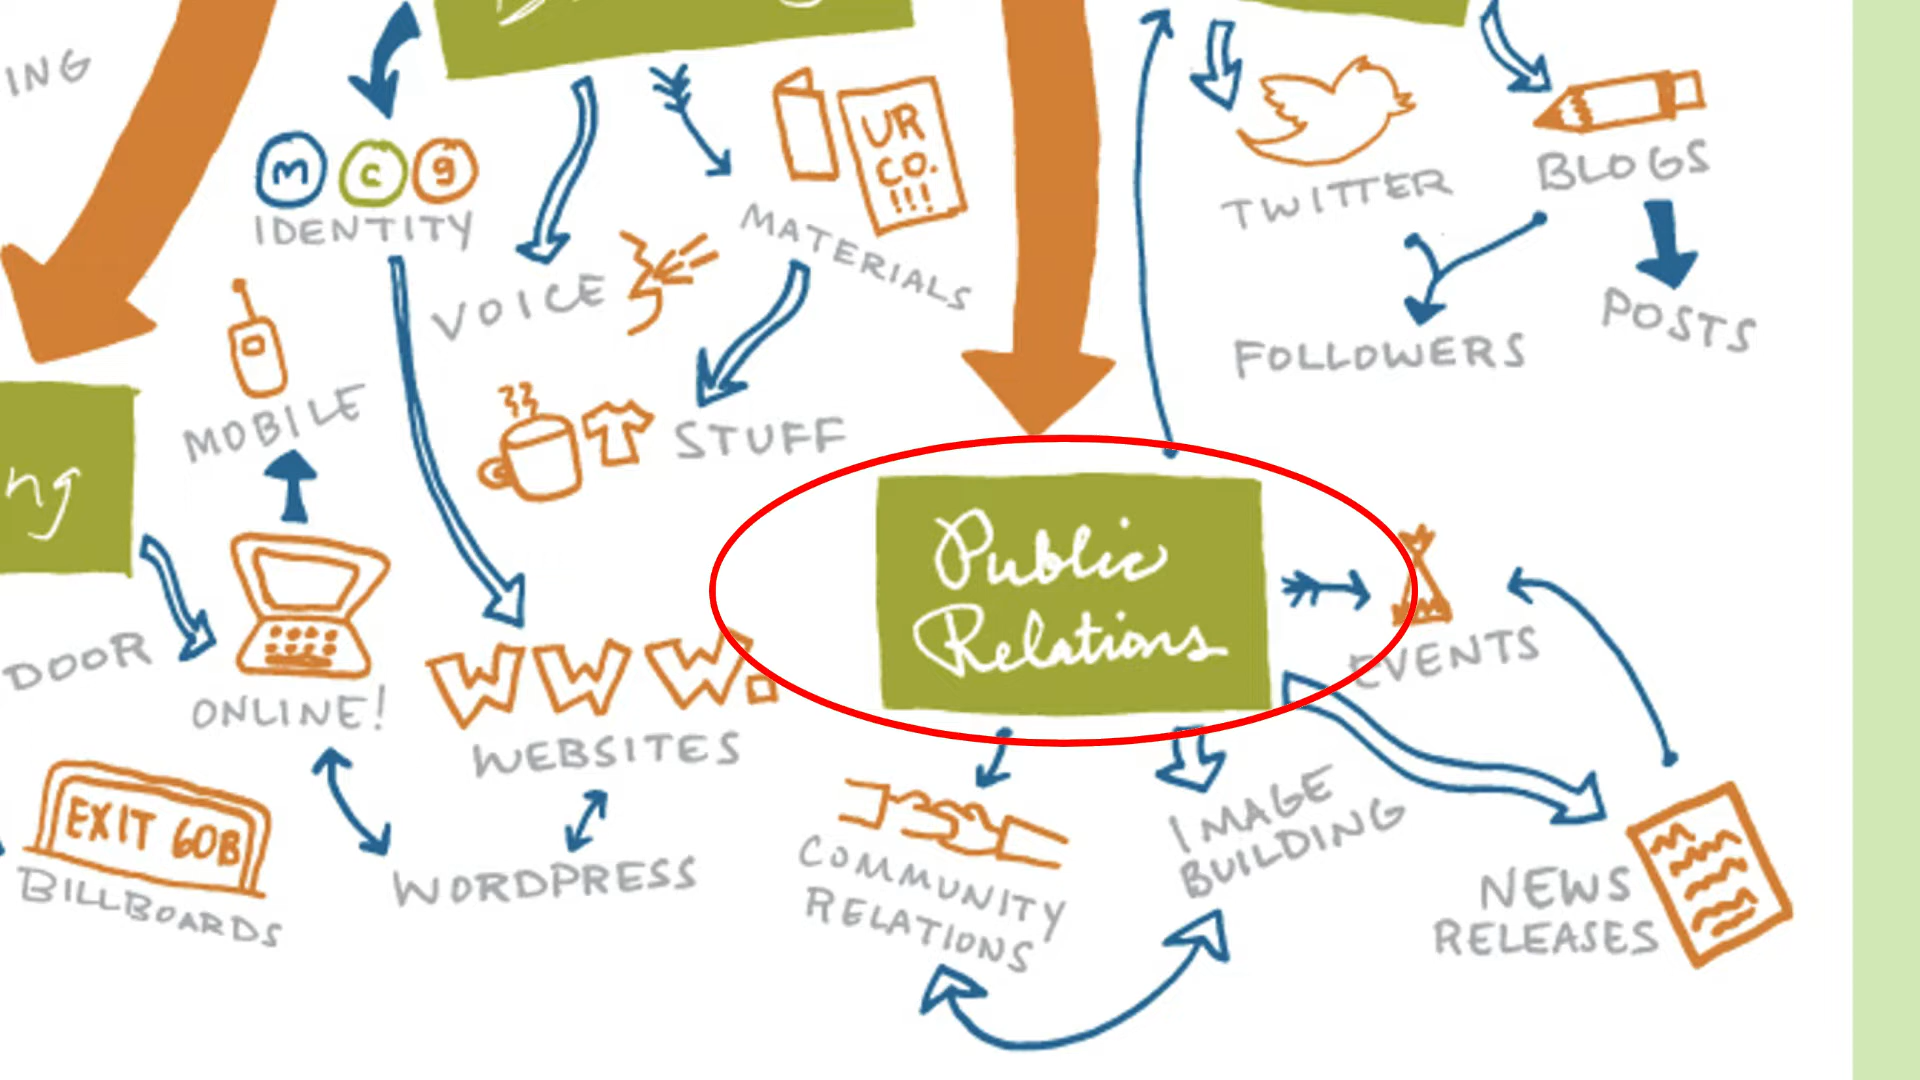 ING
m c g
IDENTITY
UR
CO.
!!!
MATERIALS
VOICE
TWITTER
BLOGS
FOLLOWERS
POSTS
MOBILE
STUFF
ng
Public
Relations
EVENTS
DOOR
ONLINE!
WWW.
WEBSITES
EXIT 60B
BILLBOARDS
WORDPRESS
COMMUNITY
RELATIONS
IMAGE
BUILDING
NEWS
RELEASES